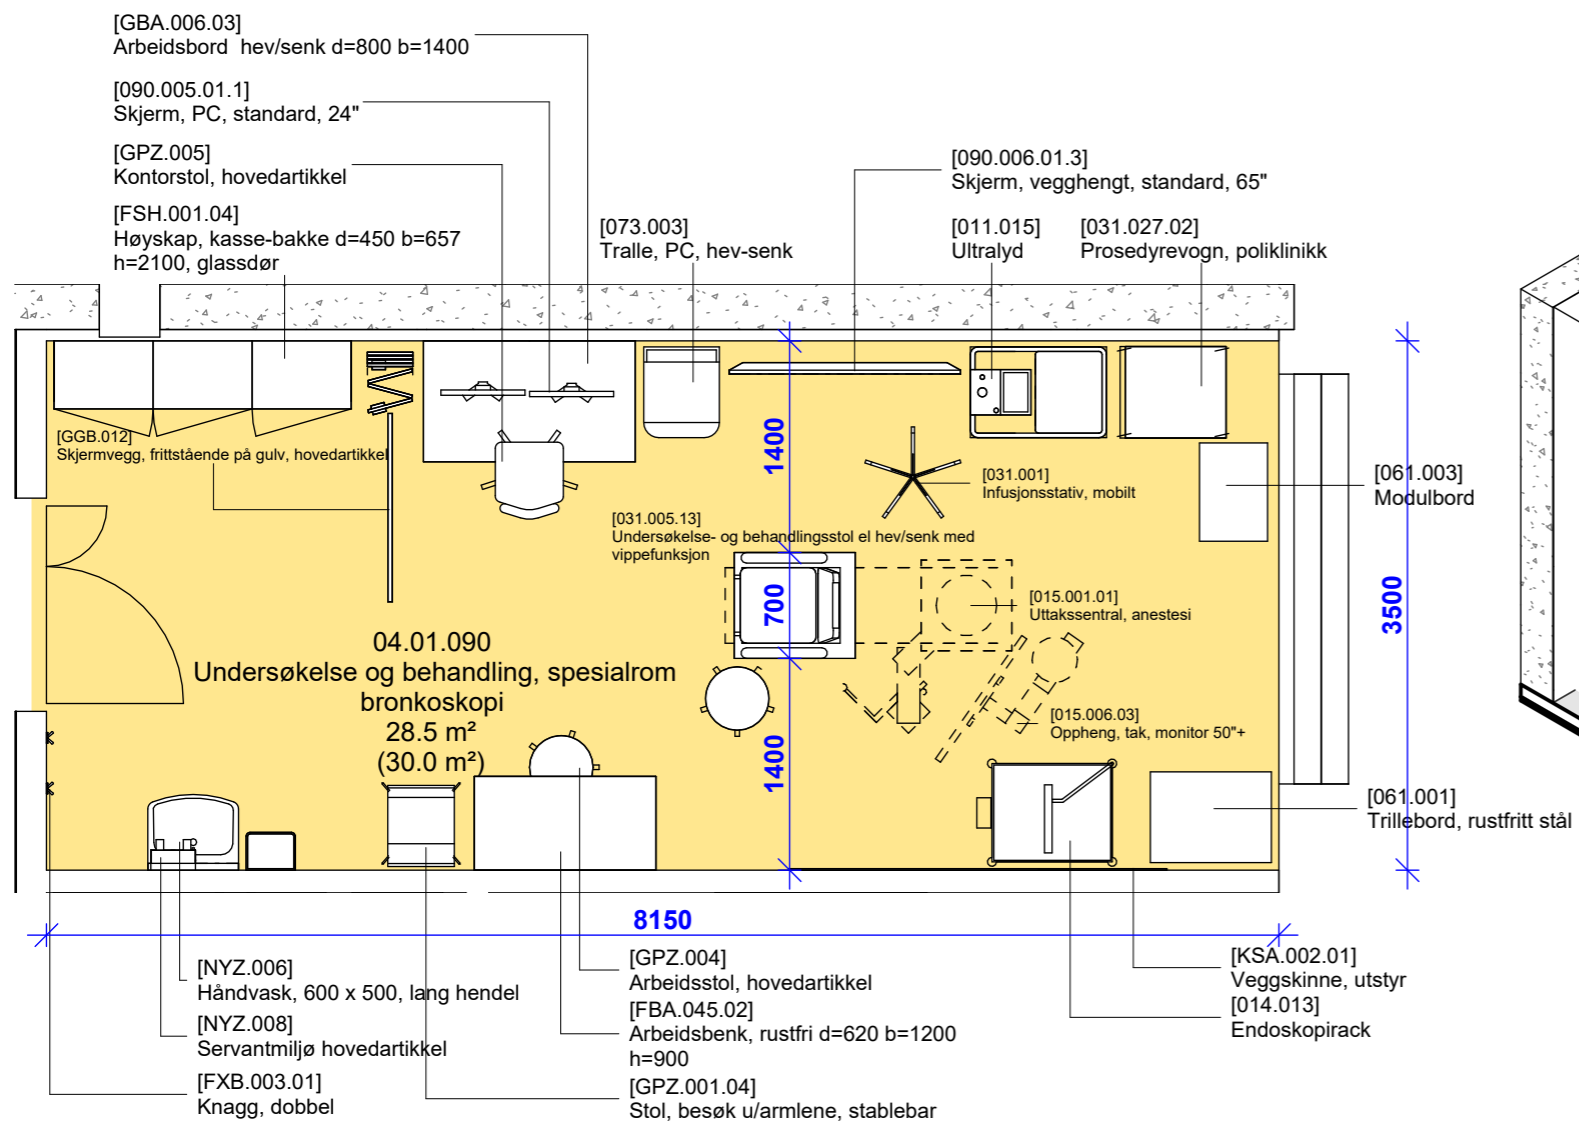 [GBA.006.03]
Arbeidsbord  hev/senk d=800 b=1400
[090.005.01.1]
Skjerm, PC, standard, 24"
[GPZ.005]
Kontorstol, hovedartikkel
[FSH.001.04]
Høyskap, kasse-bakke d=450 b=657
h=2100, glassdør
[073.003]
Tralle, PC, hev-senk
[090.006.01.3]
Skjerm, vegghengt, standard, 65"
[011.015]
Ultralyd
[031.027.02]
Prosedyrevogn, poliklinikk
[GGB.012]
Skjermvegg, frittstående på gulv, hovedartikkel
1400
[031.001]
Infusjonsstativ, mobilt
[061.003]
Modulbord
[031.005.13]
Undersøkelse- og behandlingsstol el hev/senk med
vippefunksjon
700
[015.001.01]
Uttakssentral, anestesi
3500
04.01.090
Undersøkelse og behandling, spesialrom
bronkoskopi
28.5 m²
(30.0 m²)
[015.006.03]
Oppheng, tak, monitor 50"+
1400
[061.001]
Trillebord, rustfritt stål
8150
[NYZ.006]
Håndvask, 600 x 500, lang hendel
[NYZ.008]
Servantmiljø hovedartikkel
[FXB.003.01]
Knagg, dobbel
[GPZ.004]
Arbeidsstol, hovedartikkel
[FBA.045.02]
Arbeidsbenk, rustfri d=620 b=1200
h=900
[GPZ.001.04]
Stol, besøk u/armlene, stablebar
[KSA.002.01]
Veggskinne, utstyr
[014.013]
Endoskopirack